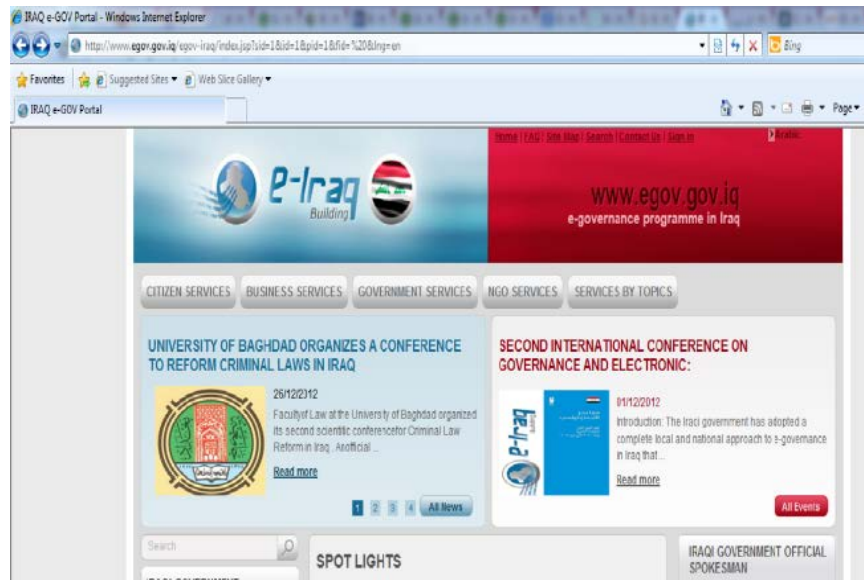 IRAQ e-GOV Portal - Windows Internet Explorer
http://www.egov.gov.iq/egov-iraq/index.jsp?sid=1&id=1&pid=1&fid=%20&lng=en
Bing
Favorites Suggested Sites Web Slice Gallery
IRAQ e-GOV Portal
Page
Home | FAQ | Site Map | Search | Contact Us | Sign in
Arabic
e-Iraq
Building
www.egov.gov.iq
e-governance programme in Iraq
CITIZEN SERVICES BUSINESS SERVICES GOVERNMENT SERVICES NGO SERVICES SERVICES BY TOPICS
UNIVERSITY OF BAGHDAD ORGANIZES A CONFERENCE
TO REFORM CRIMINAL LAWS IN IRAQ
26/12/2012
Facultyof Law at the University of Baghdad organized
its second scientific conferencefor Criminal Law
Reform in Iraq . Anofficial ...
Read more
1 2 3 4 All News
SECOND INTERNATIONAL CONFERENCE ON
GOVERNANCE AND ELECTRONIC:
e-Iraq
01/12/2012
Introduction: The Iraqi government has adopted a
complete local and national approach to e-governance
in Iraq that ...
Read more
All Events
Search
SPOT LIGHTS
IRAQI GOVERNMENT OFFICIAL
SPOKESMAN
IRAQI GOVERNMENT